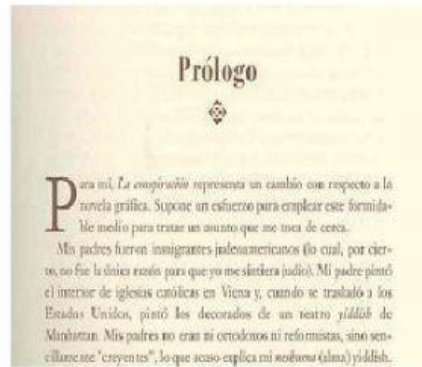 Prólogo
Para mí, La conspiración representa un cambio con respecto a la
novela gráfica. Supone un esfuerzo para emplear este formida-
ble medio para tratar un asunto que me toca de cerca.
Mis padres fueron inmigrantes judeoamericanos (lo cual, por cier-
to, no fue la única razón para que yo me sintiera judío). Mi padre pintó
el interior de iglesias católicas en Viena y, cuando se trasladó a los
Estados Unidos, pintó los decorados de un teatro yiddish de
Manhattan. Mis padres no eran ni ortodoxos ni reformistas, sino sen-
cillamente "creyentes", lo que acaso explica mi neshuma (alma) yiddish.